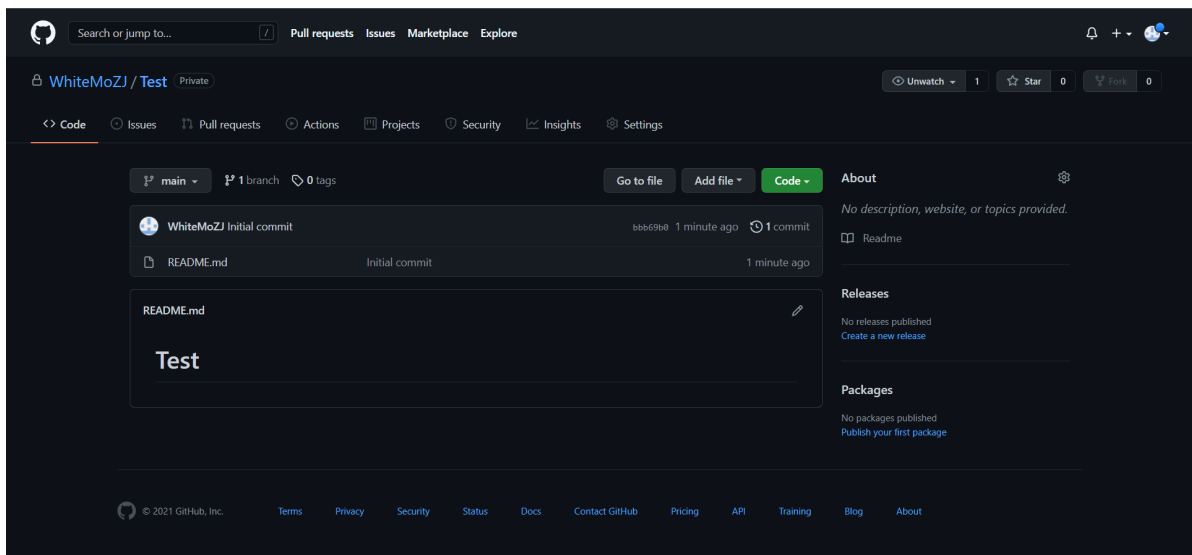 Search or jump to... / Pull requests Issues Marketplace Explore
WhiteMoZJ / Test Private Unwatch 1 Star 0 Fork 0
Code Issues Pull requests Actions Projects Security Insights Settings
main 1 branch 0 tags Go to file Add file Code
WhiteMoZJ Initial commit bbb69b0 1 minute ago 1 commit
README.md Initial commit 1 minute ago
README.md
Test
About
No description, website, or topics provided.
Readme
Releases
No releases published
Create a new release
Packages
No packages published
Publish your first package
© 2021 GitHub, Inc. Terms Privacy Security Status Docs Contact GitHub Pricing API Training Blog About